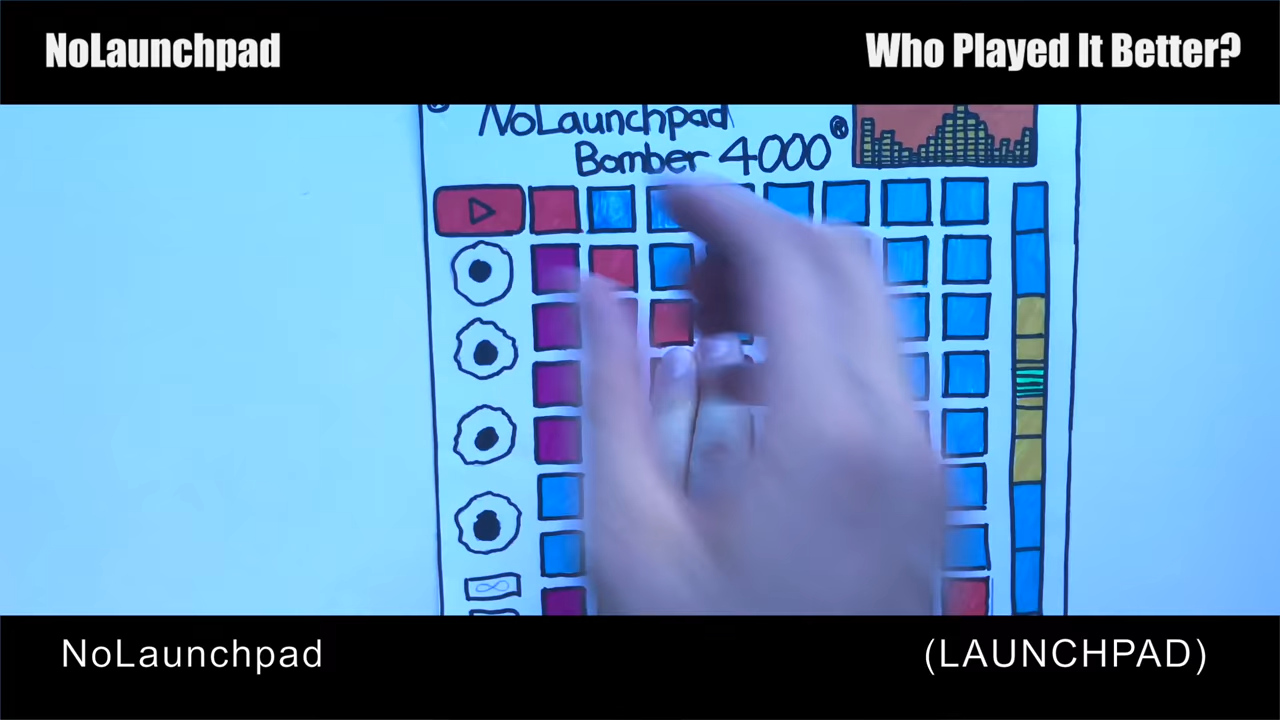 NoLaunchpad
Who Played It Better?
NoLaunchpad
Bomber 4000®
NoLaunchpad
(LAUNCHPAD)